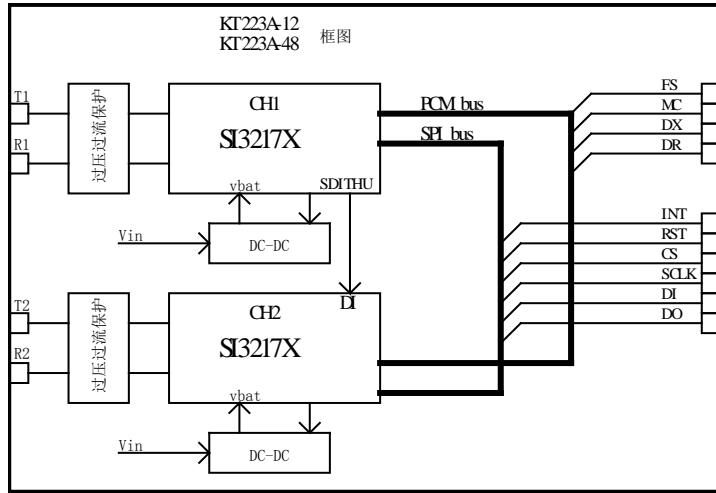 KT223A-12
KT223A-48 框图
T1
R1
过压过流保护
CH1
SI3217X
vbat
SDITHU
PCM bus
SPI bus
FS
MC
DX
DR
Vin
DC-DC
INT
RST
CS
SCLK
DI
DO
T2
R2
过压过流保护
DI
CH2
SI3217X
vbat
Vin
DC-DC